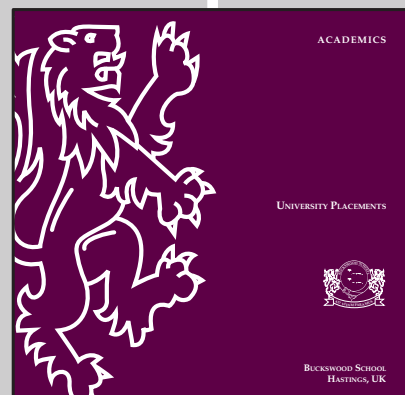 ACADEMICS
UNIVERSITY PLACEMENTS
BUCKSWOOD SCHOOL
HASTINGS, UK